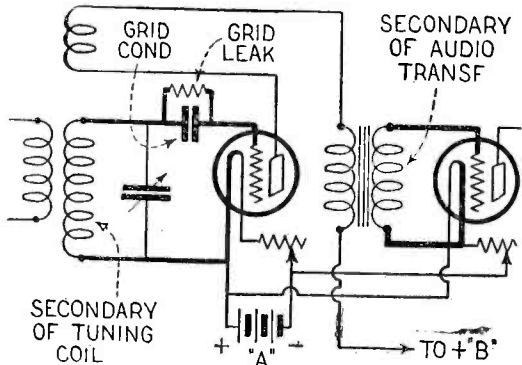 GRID
COND
GRID
LEAK
SECONDARY
OF AUDIO
TRANSF
SECONDARY
OF TUNING
COIL
+ "A" −
TO + "B"